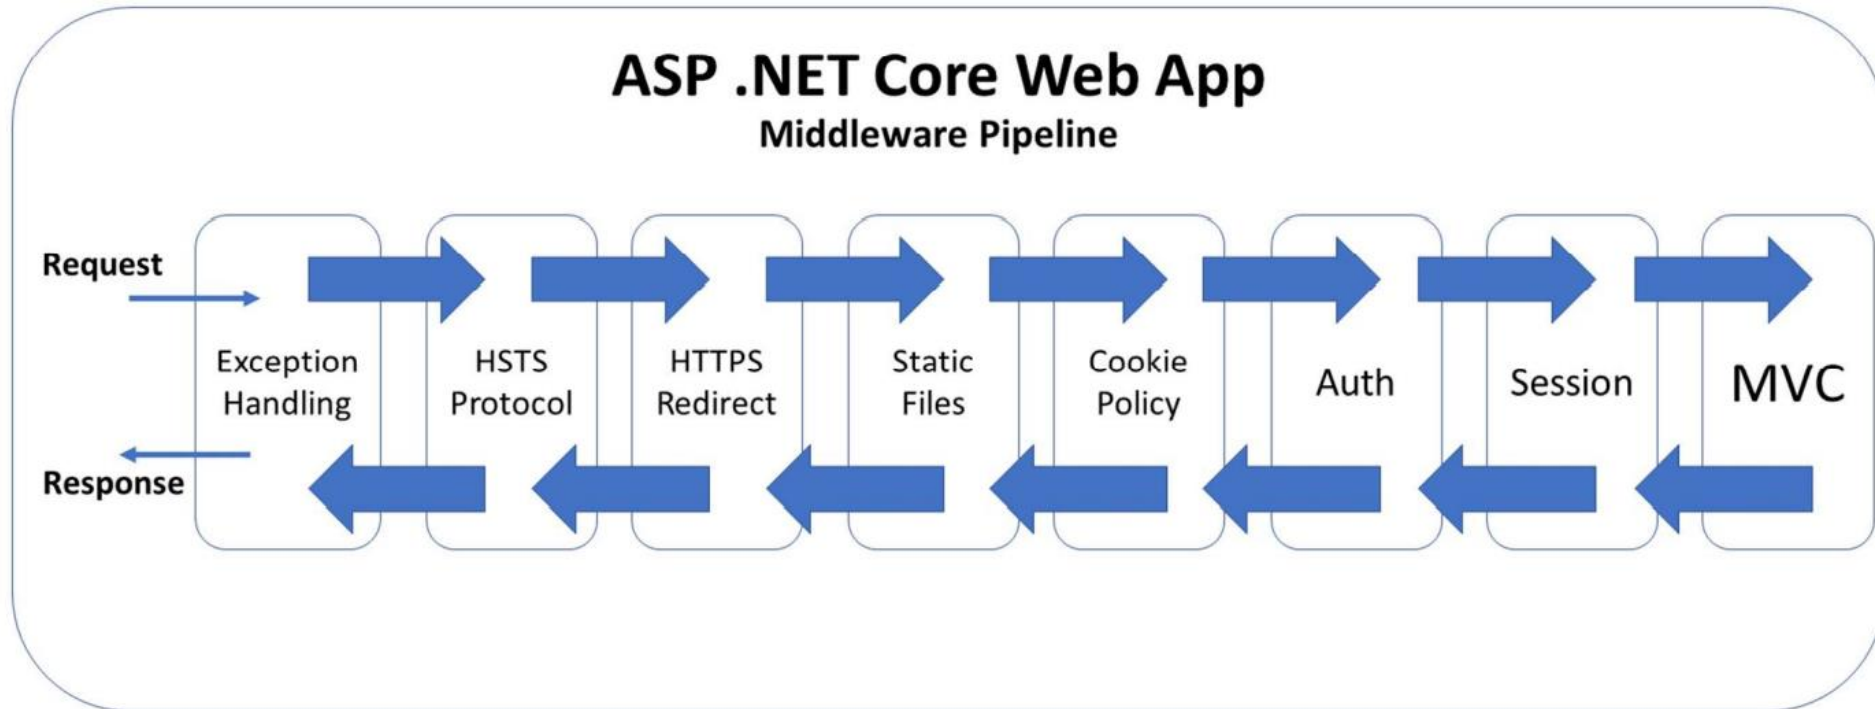 ASP .NET Core Web App
Middleware Pipeline
Request
Exception
Handling
HSTS
Protocol
HTTPS
Redirect
Static
Files
Cookie
Policy
Auth
Session
MVC
Response